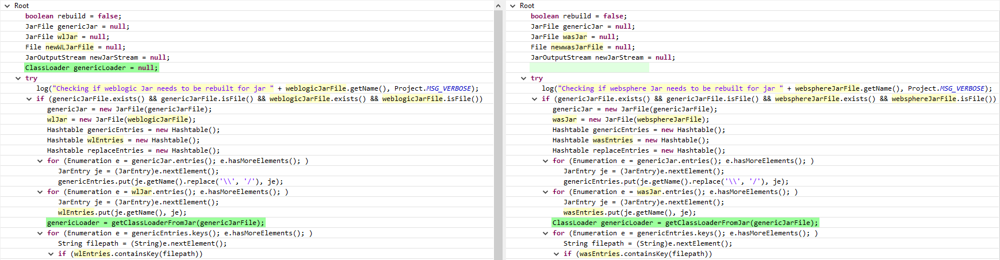 Root
boolean rebuild = false;
JarFile genericJar = null;
JarFile wlJar = null;
File newWLJarFile = null;
JarOutputStream newJarStream = null;
ClassLoader genericLoader = null;
try
log("Checking if weblogic Jar needs to be rebuilt for jar " + weblogicJarFile.getName(), Project.MSG_VERBOSE);
if (genericJarFile.exists() && genericJarFile.isFile() && weblogicJarFile.exists() && weblogicJarFile.isFile())
genericJar = new JarFile(genericJarFile);
wlJar = new JarFile(weblogicJarFile);
Hashtable genericEntries = new Hashtable();
Hashtable wlEntries = new Hashtable();
Hashtable replaceEntries = new Hashtable();
for (Enumeration e = genericJar.entries(); e.hasMoreElements(); )
JarEntry je = (JarEntry)e.nextElement();
genericEntries.put(je.getName().replace('\\', '/'), je);
for (Enumeration e = wlJar.entries(); e.hasMoreElements(); )
JarEntry je = (JarEntry)e.nextElement();
wlEntries.put(je.getName(), je);
genericLoader = getClassLoaderFromJar(genericJarFile);
for (Enumeration e = genericEntries.keys(); e.hasMoreElements(); )
String filepath = (String)e.nextElement();
if (wlEntries.containsKey(filepath))
Root
boolean rebuild = false;
JarFile genericJar = null;
JarFile wasJar = null;
File newwasJarFile = null;
JarOutputStream newJarStream = null;
try
log("Checking if websphere Jar needs to be rebuilt for jar " + websphereJarFile.getName(), Project.MSG_VERBOSE);
if (genericJarFile.exists() && genericJarFile.isFile() && websphereJarFile.exists() && websphereJarFile.isFile())
genericJar = new JarFile(genericJarFile);
wasJar = new JarFile(websphereJarFile);
Hashtable genericEntries = new Hashtable();
Hashtable wasEntries = new Hashtable();
Hashtable replaceEntries = new Hashtable();
for (Enumeration e = genericJar.entries(); e.hasMoreElements(); )
JarEntry je = (JarEntry)e.nextElement();
genericEntries.put(je.getName().replace('\\', '/'), je);
for (Enumeration e = wasJar.entries(); e.hasMoreElements(); )
JarEntry je = (JarEntry)e.nextElement();
wasEntries.put(je.getName(), je);
ClassLoader genericLoader = getClassLoaderFromJar(genericJarFile);
for (Enumeration e = genericEntries.keys(); e.hasMoreElements(); )
String filepath = (String)e.nextElement();
if (wasEntries.containsKey(filepath))